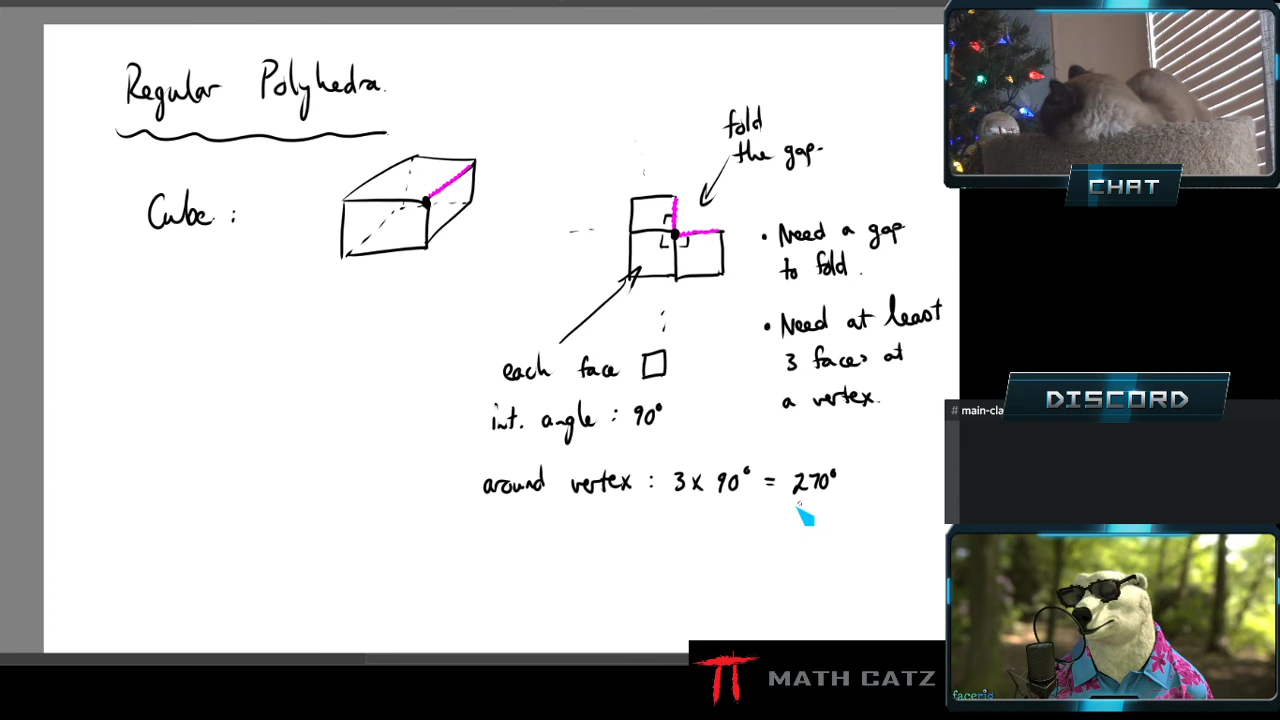 Regular Polyhedra.
Cube :
fold
the gap.
• Need a gap
to fold.
• Need at least
3 faces at
a vertex.
each face
int. angle : 90°
around vertex : 3 x 90° = 270°
CHAT
DISCORD
# main-cla
facerig
MATH CATZ